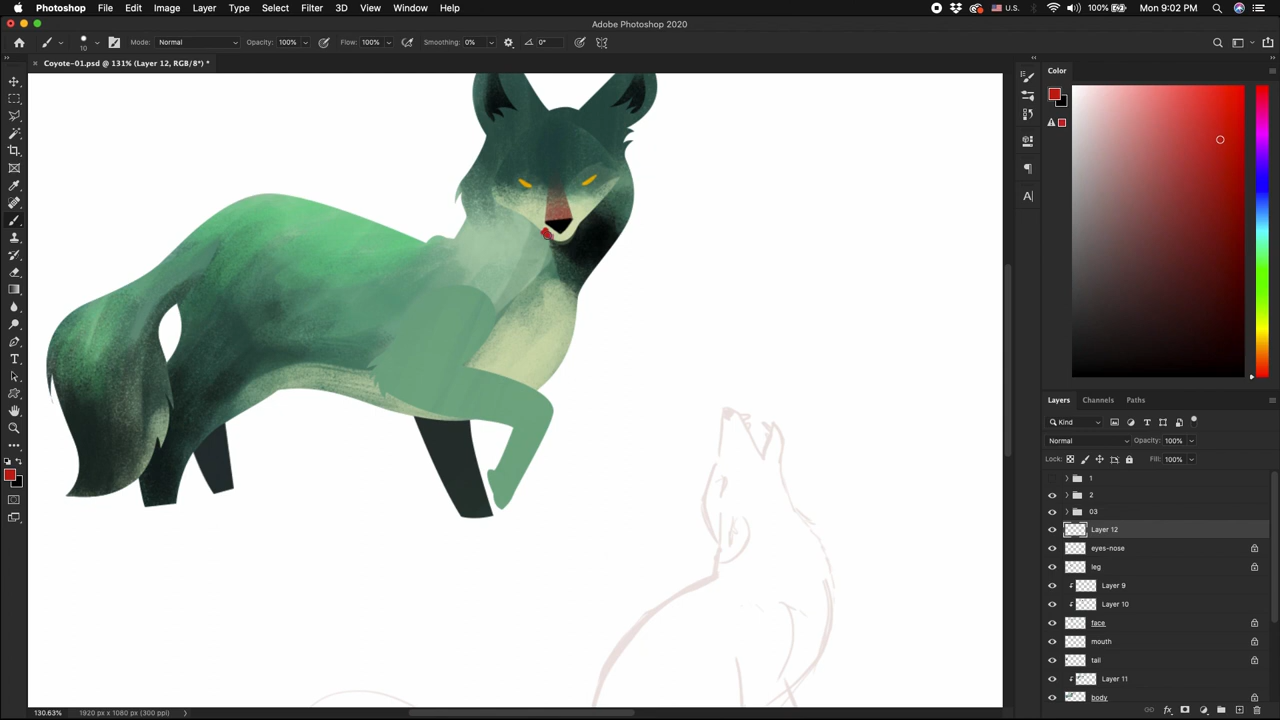 Photoshop File Edit Image Layer Type Select Filter 3D View Window Help U.S. 100% Mon 9:02 PM
Adobe Photoshop 2020
10 Mode: Normal Opacity: 100% Flow: 100% Smoothing: 0% 0°
Coyote-01.psd @ 131% (Layer 12, RGB/8*) *
Color
Layers Channels Paths
Kind
Normal Opacity: 100%
Lock: Fill: 100%
1
2
03
Layer 12
eyes-nose
leg
Layer 9
Layer 10
face
mouth
tail
Layer 11
body
130.63% 1920 px x 1080 px (300 ppi)